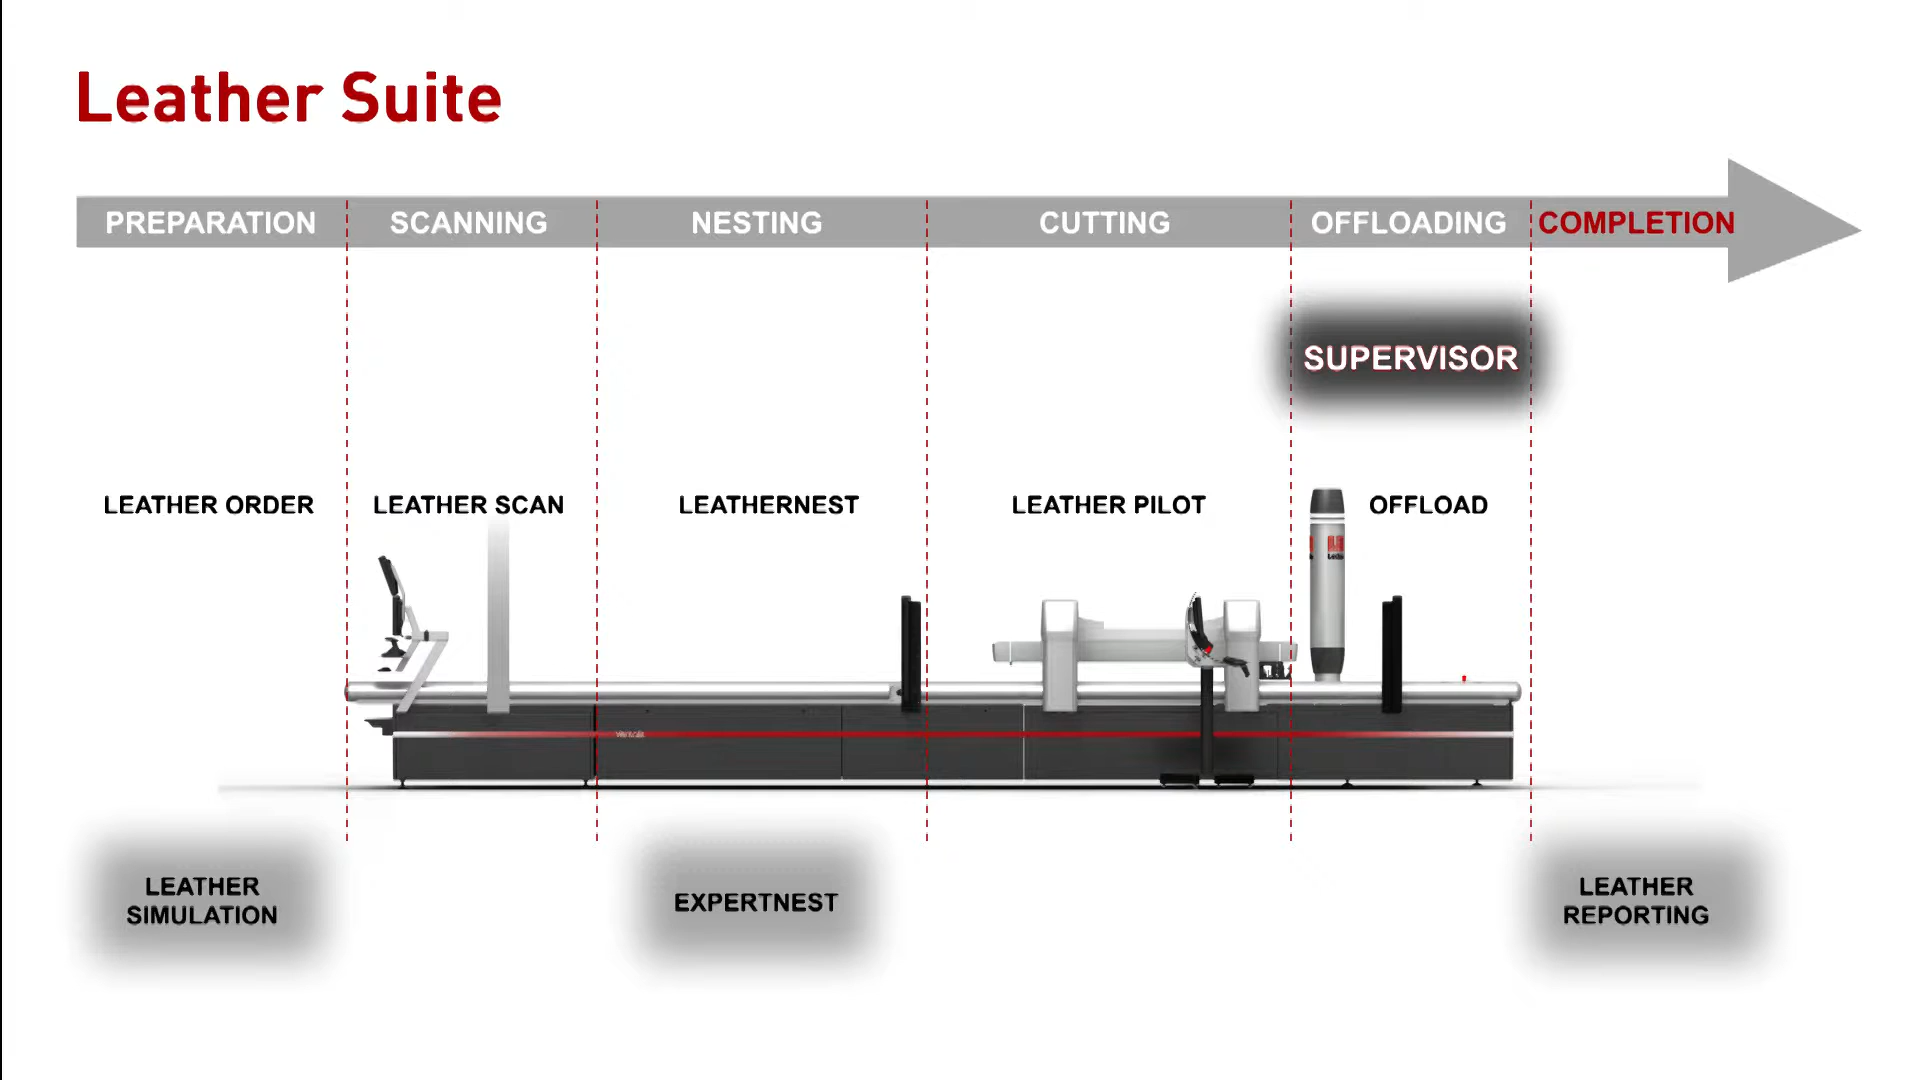 Leather Suite
PREPARATION
SCANNING
NESTING
CUTTING
OFFLOADING
COMPLETION
SUPERVISOR
LEATHER ORDER
LEATHER SCAN
LEATHERNEST
LEATHER PILOT
OFFLOAD
LEATHER
SIMULATION
EXPERTNEST
LEATHER
REPORTING